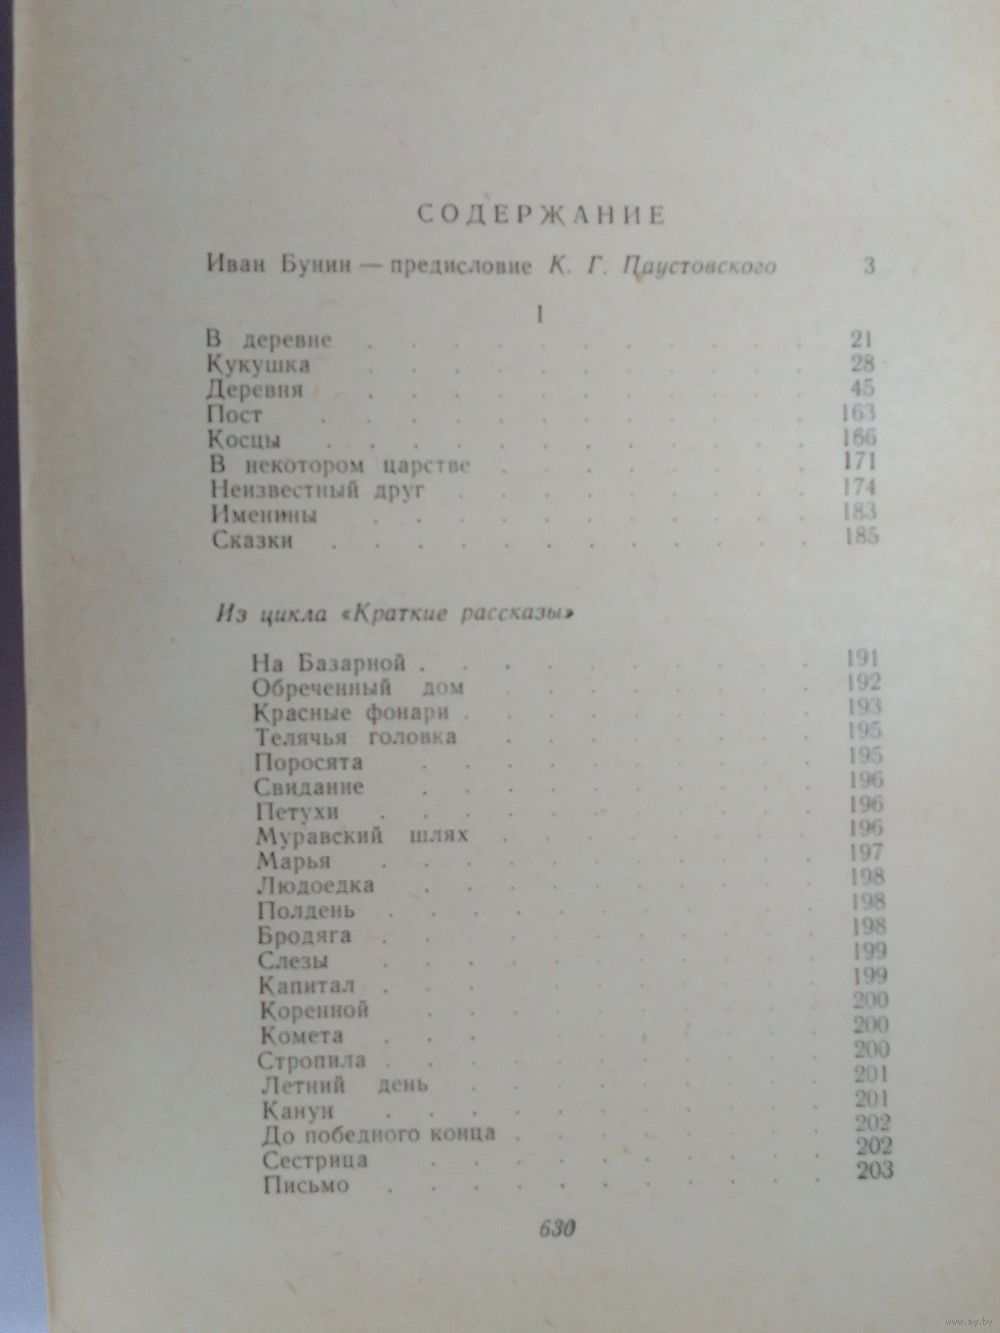 СОДЕРЖАНИЕ
Иван Бунин — предисловие К. Г. Паустовского 3
I
В деревне . . . . . . . . . . . 21
Кукушка . . . . . . . . . . . 28
Деревня . . . . . . . . . . . 45
Пост . . . . . . . . . . . . 163
Косцы . . . . . . . . . . . . 166
В некотором царстве . . . . . . . . 171
Неизвестный друг . . . . . . . . . 174
Именины . . . . . . . . . . . 183
Сказки . . . . . . . . . . . . 185
Из цикла «Краткие рассказы»
На Базарной . . . . . . . . . . 191
Обреченный дом . . . . . . . . 192
Красные фонари . . . . . . . . . 193
Телячья головка . . . . . . . . 195
Поросята . . . . . . . . . . 195
Свидание . . . . . . . . . . 196
Петухи . . . . . . . . . . . 196
Муравский шлях . . . . . . . . 196
Марья . . . . . . . . . . . 197
Людоедка . . . . . . . . . . 198
Полдень . . . . . . . . . . . 198
Бродяга . . . . . . . . . . . 198
Слезы . . . . . . . . . . . 199
Капитал . . . . . . . . . . . 199
Коренной . . . . . . . . . . 200
Комета . . . . . . . . . . . 200
Стропила . . . . . . . . . . . 200
Летний день . . . . . . . . . 201
Канун . . . . . . . . . . . 201
До победного конца . . . . . . . . 202
Сестрица . . . . . . . . . . 202
Письмо . . . . . . . . . . . 203
630
www.ay.by